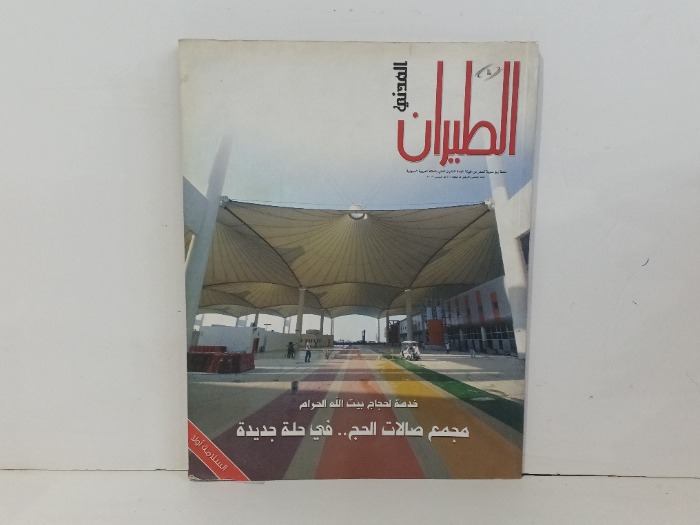 الطيران
المدني
خدمة لحجاج بيت الله الحرام
مجمع صالات الحج.. في حلة جديدة
السلامة أولا